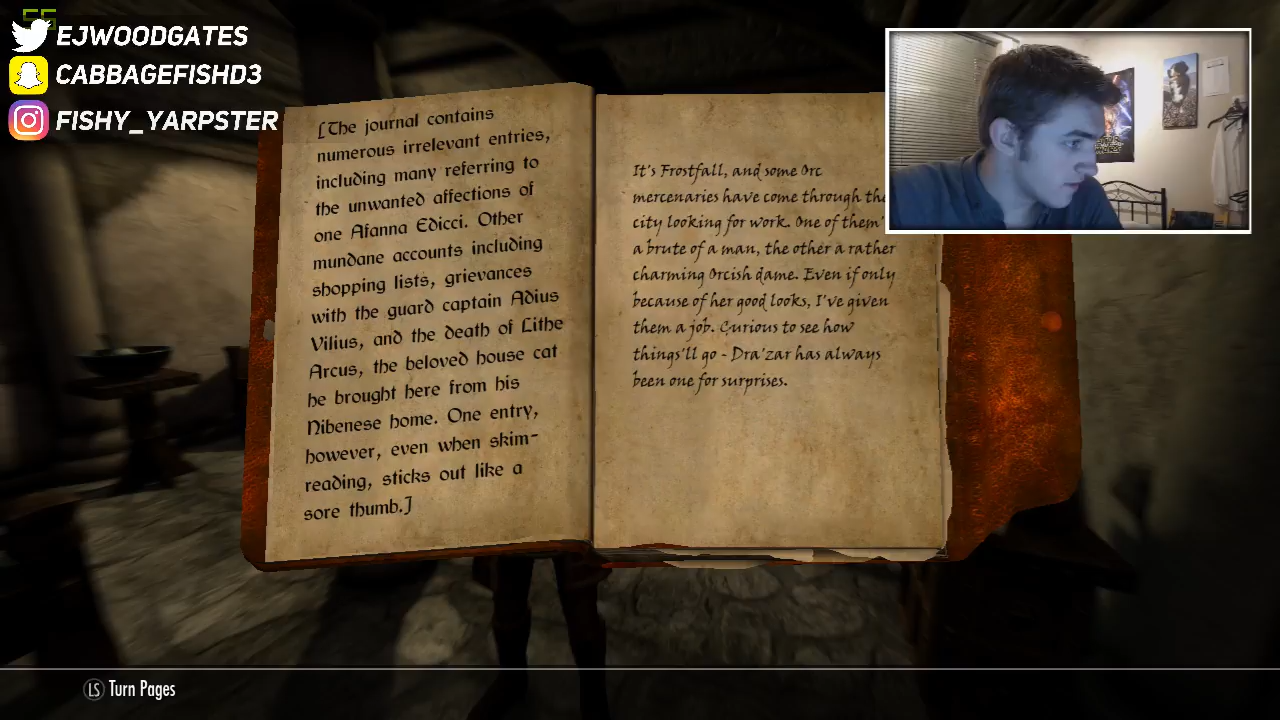 55
EJWOODGATES
CABBAGEFISHD3
FISHY_YARPSTER
[The journal contains
numerous irrelevant entries,
including many referring to
the unwanted affections of
one Afanna Edicci. Other
mundane accounts including
shopping lists, grievances
with the guard captain Adius
Vilius, and the death of Lithe
Arcus, the beloved house cat
he brought here from his
Nibenese home. One entry,
however, even when skim-
reading, sticks out like a
sore thumb.]
It's Frostfall, and some Orc
mercenaries have come through the
city looking for work. One of them'
a brute of a man, the other a rather
charming Orcish dame. Even if only
because of her good looks, I've given
them a job. Curious to see how
things'll go - Dra'zar has always
been one for surprises.
LS Turn Pages